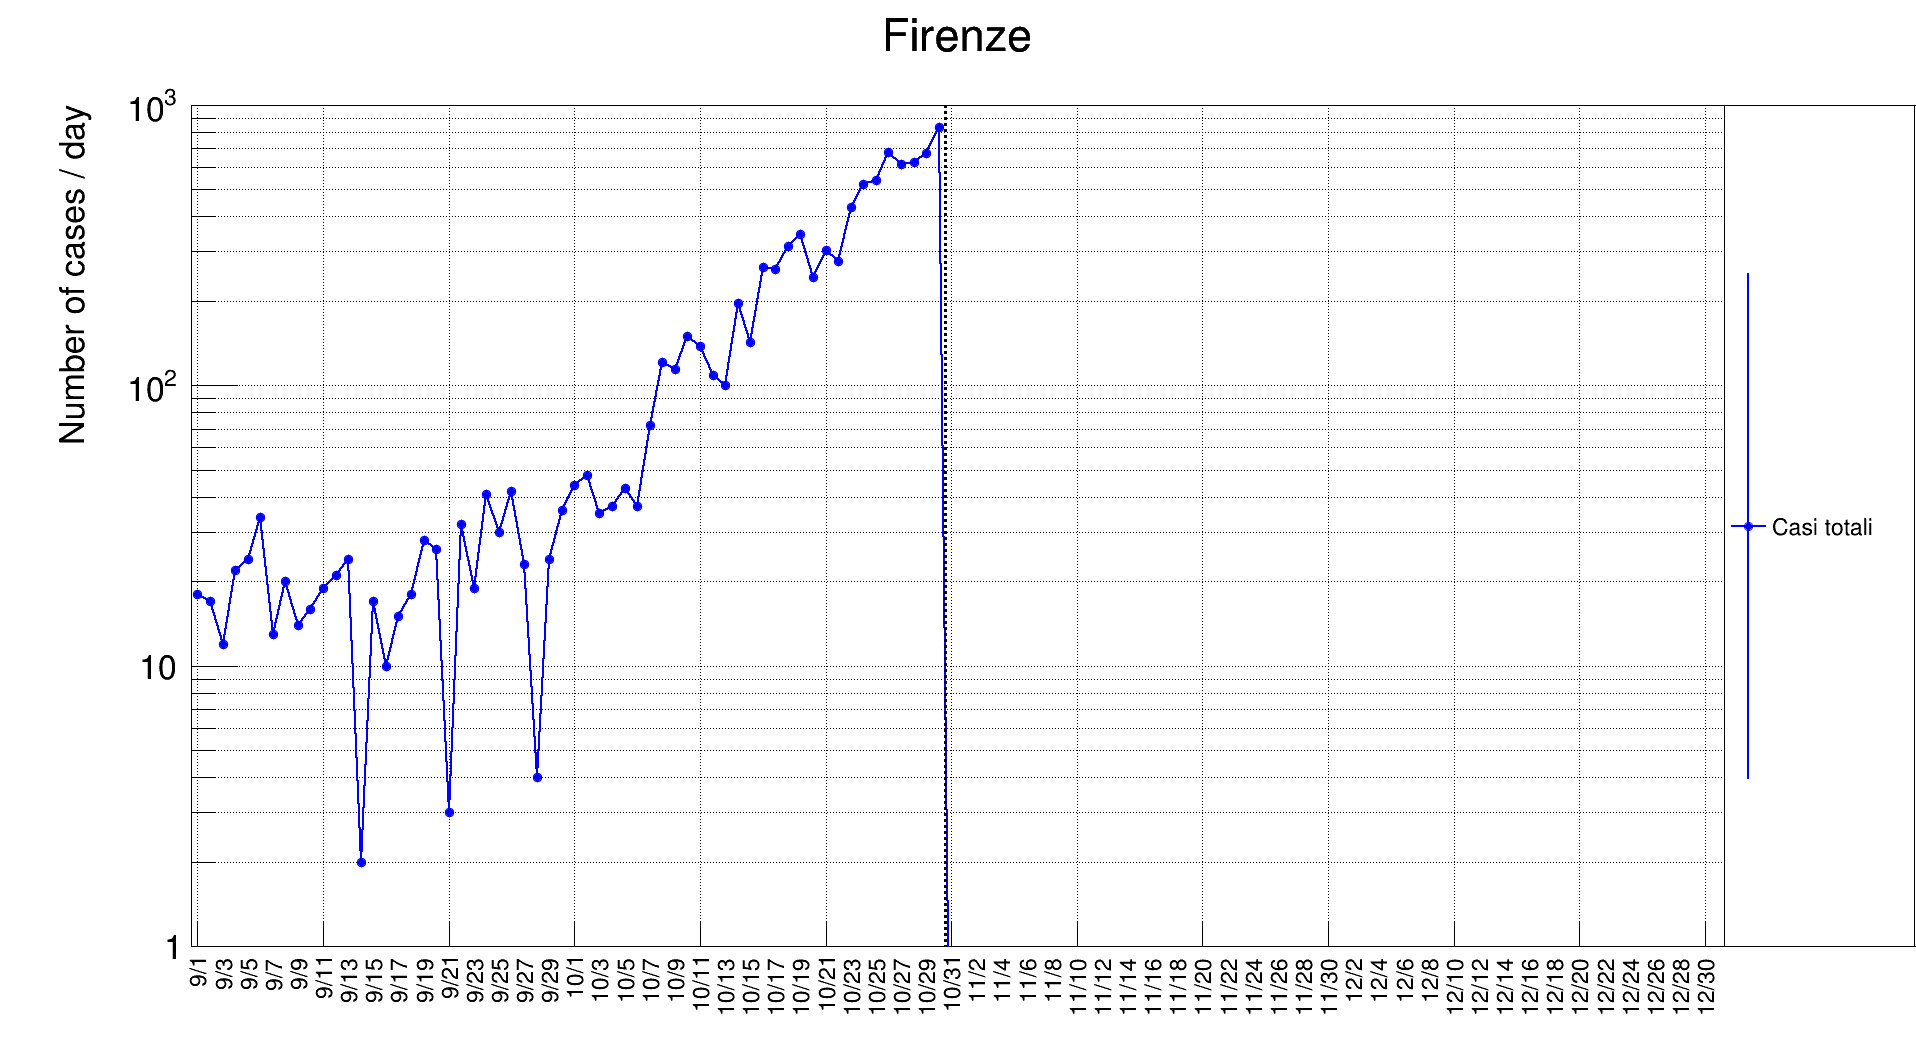 Firenze
Number of cases / day
10³
10²
10
1
9/1 9/3 9/5 9/7 9/9 9/11 9/13 9/15 9/17 9/19 9/21 9/23 9/25 9/27 9/29 10/1 10/3 10/5 10/7 10/9 10/11 10/13 10/15 10/17 10/19 10/21 10/23 10/25 10/27 10/29 10/31 11/2 11/4 11/6 11/8 11/10 11/12 11/14 11/16 11/18 11/20 11/22 11/24 11/26 11/28 11/30 12/2 12/4 12/6 12/8 12/10 12/12 12/14 12/16 12/18 12/20 12/22 12/24 12/26 12/28 12/30
Casi totali